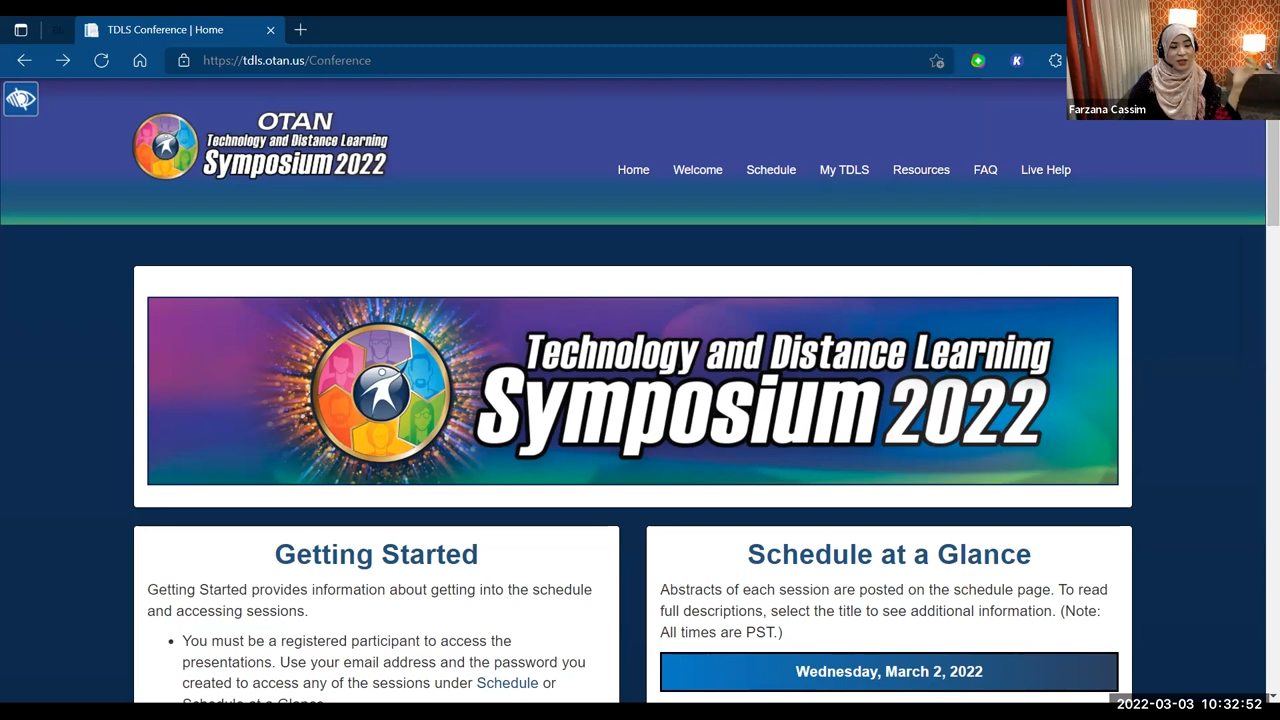 TDLS Conference | Home
https://tdls.otan.us/Conference
K
Farzana Cassim
OTAN
Technology and Distance Learning
Symposium 2022
Home Welcome Schedule My TDLS Resources FAQ Live Help
Technology and Distance Learning
Symposium 2022
Getting Started
Getting Started provides information about getting into the schedule
and accessing sessions.
• You must be a registered participant to access the
presentations. Use your email address and the password you
created to access any of the sessions under Schedule or
Schedule at a Glance
Schedule at a Glance
Abstracts of each session are posted on the schedule page. To read
full descriptions, select the title to see additional information. (Note:
All times are PST.)
Wednesday, March 2, 2022
2022-03-03 10:32:52